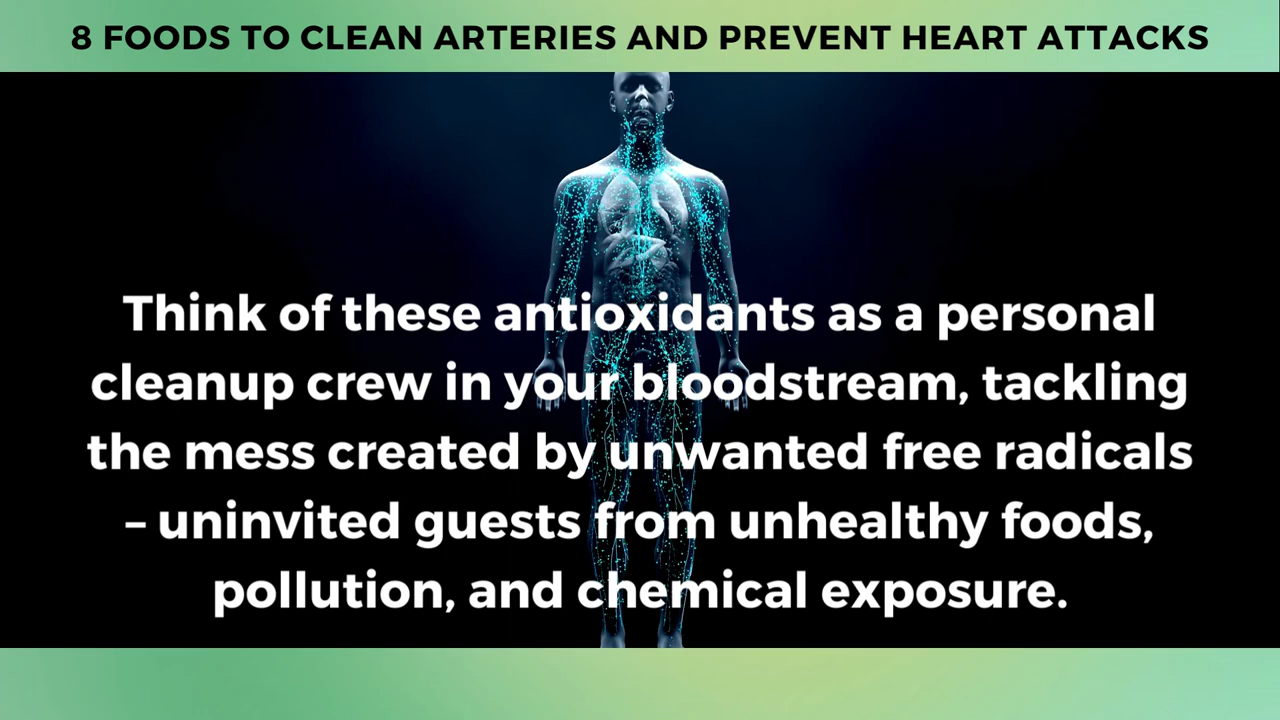 8 FOODS TO CLEAN ARTERIES AND PREVENT HEART ATTACKS
Think of these antioxidants as a personal
cleanup crew in your bloodstream, tackling
the mess created by unwanted free radicals
– uninvited guests from unhealthy foods,
pollution, and chemical exposure.